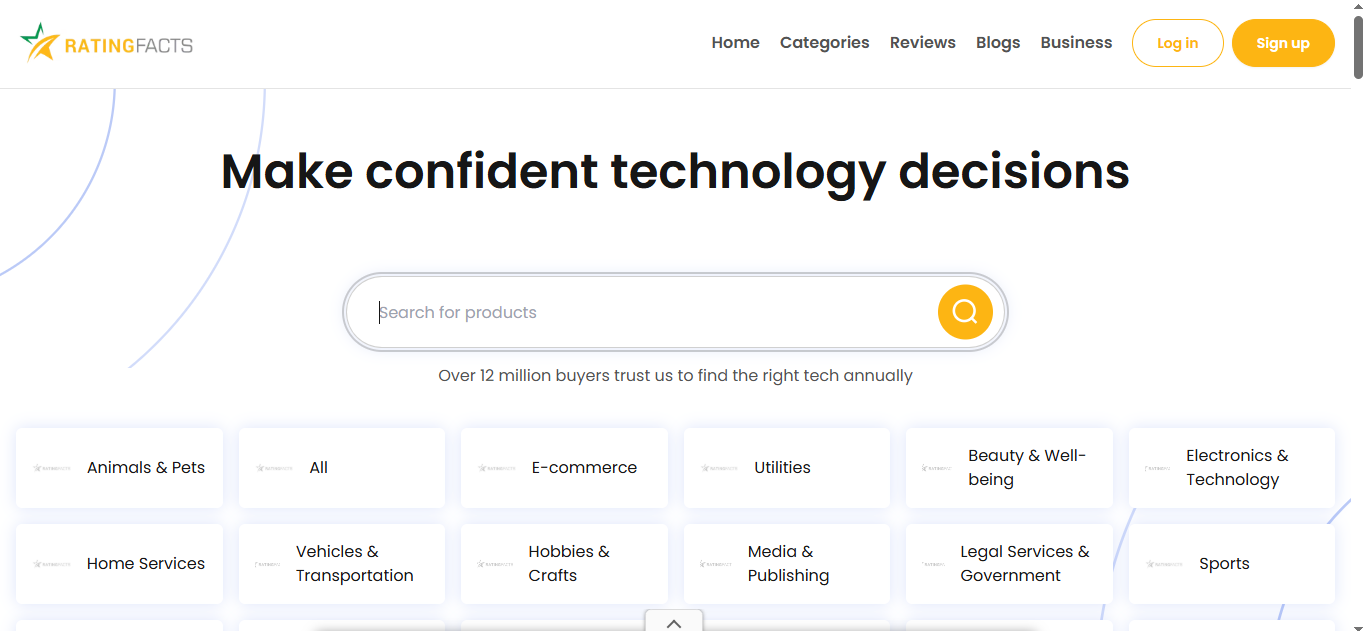 RATINGFACTS
Home Categories Reviews Blogs Business Log in Sign up
Make confident technology decisions
Search for products
Over 12 million buyers trust us to find the right tech annually
Animals & Pets
All
E-commerce
Utilities
Beauty & Well-
being
Electronics &
Technology
Home Services
Vehicles &
Transportation
Hobbies &
Crafts
Media &
Publishing
Legal Services &
Government
Sports